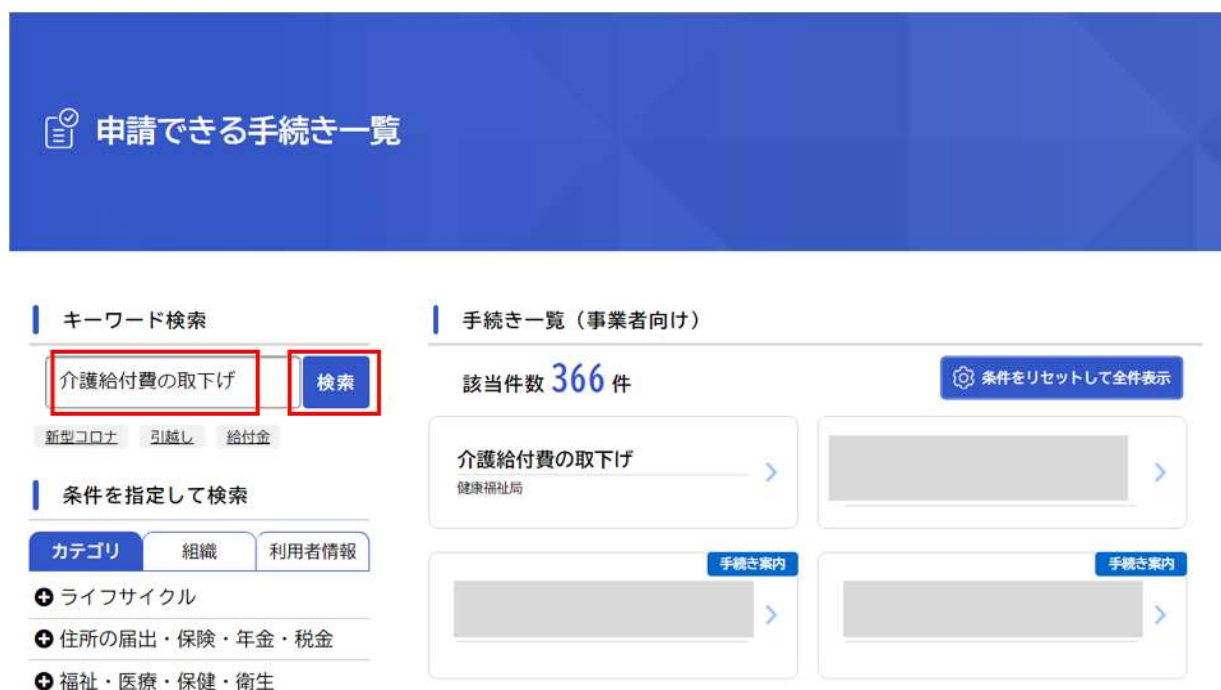 申請できる手続き一覧
キーワード検索
介護給付費の取下げ
検索
新型コロナ 引越し 給付金
条件を指定して検索
カテゴリ 組織 利用者情報
ライフサイクル
住所の届出・保険・年金・税金
福祉・医療・保健・衛生
手続き一覧（事業者向け）
該当件数 366 件
条件をリセットして全件表示
介護給付費の取下げ
健康福祉局
手続き案内
手続き案内